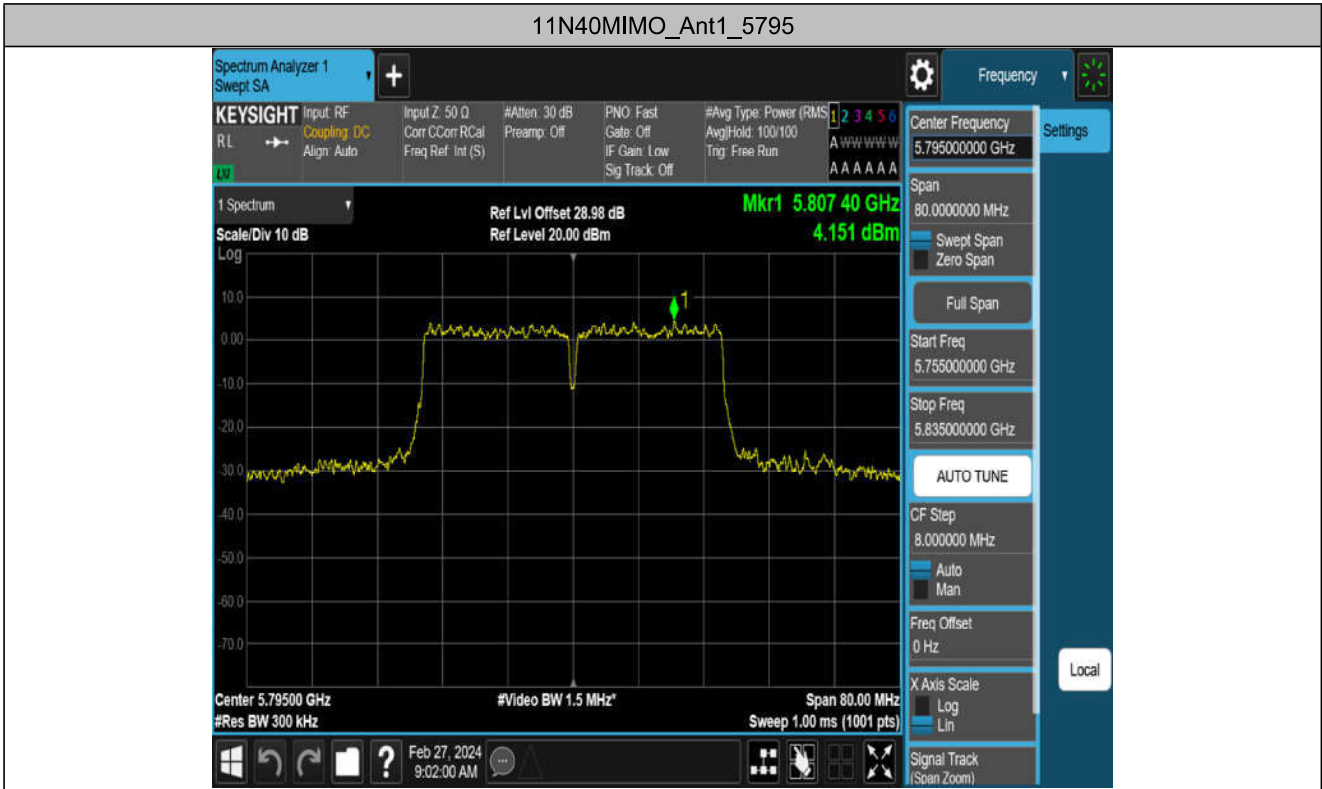 11N40MIMO_Ant1_5795
Spectrum Analyzer 1
Swept SA
Frequency
KEYSIGHT
RL
Input: RF
Coupling: DC
Align: Auto
Input Z: 50 Ω
Corr CCorr RCal
Freq Ref: Int (S)
#Atten: 30 dB
Preamp: Off
PNO: Fast
Gate: Off
IF Gain: Low
Sig Track: Off
#Avg Type: Power (RMS
Avg|Hold: 100/100
Trig: Free Run
1 2 3 4 5 6
A W W W W W
A A A A A A
LXI
1 Spectrum
Scale/Div 10 dB
Log
Ref Lvl Offset 28.98 dB
Ref Level 20.00 dBm
Mkr1 5.807 40 GHz
4.151 dBm
1
10.0
0.00
-10.0
-20.0
-30.0
-40.0
-50.0
-60.0
-70.0
Center 5.79500 GHz
#Res BW 300 kHz
#Video BW 1.5 MHz*
Span 80.00 MHz
Sweep 1.00 ms (1001 pts)
Feb 27, 2024
9:02:00 AM
Center Frequency
5.795000000 GHz
Settings
Span
80.0000000 MHz
Swept Span
Zero Span
Full Span
Start Freq
5.755000000 GHz
Stop Freq
5.835000000 GHz
AUTO TUNE
CF Step
8.000000 MHz
Auto
Man
Freq Offset
0 Hz
X Axis Scale
Log
Lin
Local
Signal Track
(Span Zoom)